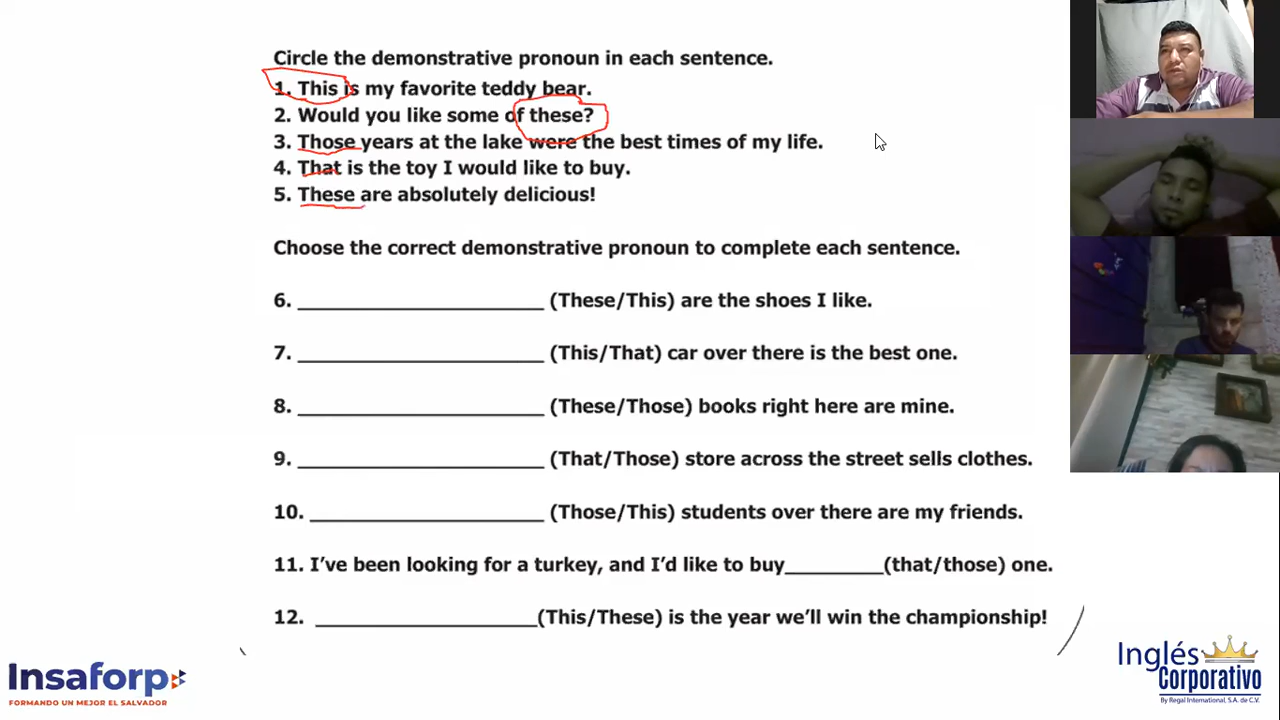 Circle the demonstrative pronoun in each sentence.
1. This is my favorite teddy bear.
2. Would you like some of these?
3. Those years at the lake were the best times of my life.
4. That is the toy I would like to buy.
5. These are absolutely delicious!
Choose the correct demonstrative pronoun to complete each sentence.
6. ______________________ (These/This) are the shoes I like.
7. ______________________ (This/That) car over there is the best one.
8. ______________________ (These/Those) books right here are mine.
9. ______________________ (That/Those) store across the street sells clothes.
10. _____________________ (Those/This) students over there are my friends.
11. I've been looking for a turkey, and I'd like to buy_________(that/those) one.
12. ____________________(This/These) is the year we'll win the championship!
Insaforp
FORMANDO UN MEJOR EL SALVADOR
Inglés
Corporativo
By Regal International, S.A. de C.V.